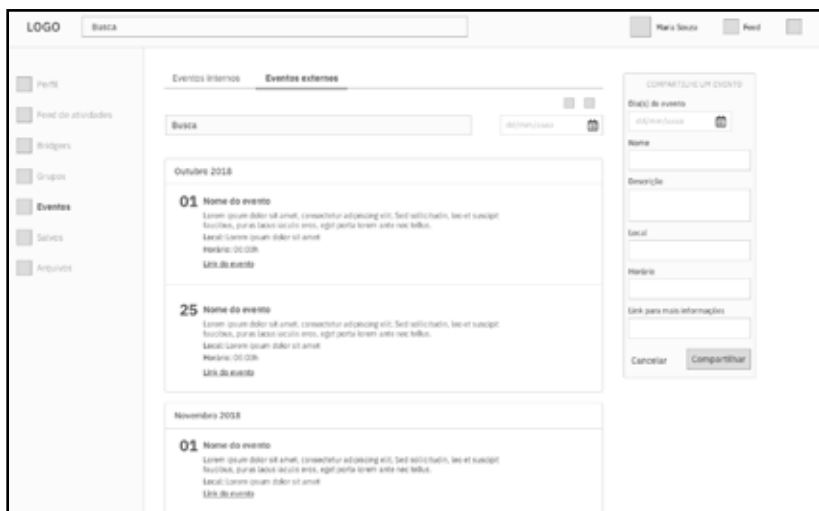 LOGO
Busca
Mara Souza
Feed
Perfil
Feed de atividades
Bridgers
Grupos
Eventos
Salvos
Arquivos
Eventos internos
Eventos externos
Busca
dd/mm/aaaa
Outubro 2018
01 Nome do evento
Lorem ipsum dolor sit amet, consectetur adipiscing elit. Sed sollicitudin, leo et suscipit
faucibus, purus lacus iaculis eros, eget porta lorem ante nec tellus.
Local: Lorem ipsum dolor sit amet
Horário: 00:00h
Link do evento
25 Nome do evento
Lorem ipsum dolor sit amet, consectetur adipiscing elit. Sed sollicitudin, leo et suscipit
faucibus, purus lacus iaculis eros, eget porta lorem ante nec tellus.
Local: Lorem ipsum dolor sit amet
Horário: 00:00h
Link do evento
Novembro 2018
01 Nome do evento
Lorem ipsum dolor sit amet, consectetur adipiscing elit. Sed sollicitudin, leo et suscipit
faucibus, purus lacus iaculis eros, eget porta lorem ante nec tellus.
Local: Lorem ipsum dolor sit amet
Link do evento
COMPARTILHE UM EVENTO
Dia(s) do evento
dd/mm/aaaa
Nome
Descrição
Local
Horário
Link para mais informações
Cancelar
Compartilhar